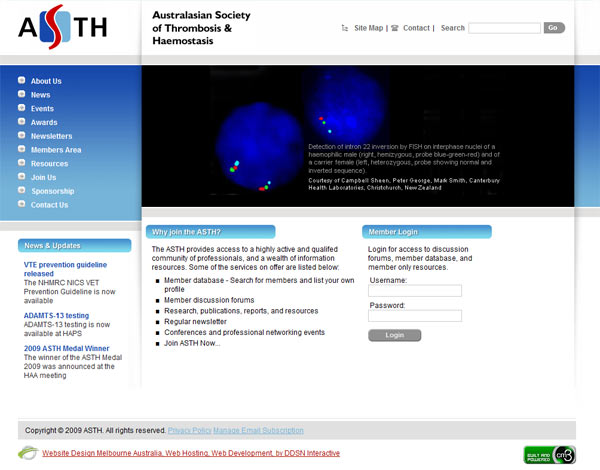 ASTH
Australasian Society
of Thrombosis &
Haemostasis
Site Map | Contact | Search Go
About Us
News
Events
Awards
Newsletters
Members Area
Resources
Join Us
Sponsorship
Contact Us
Detection of intron 22 inversion by FISH on interphase nuclei of a
haemophilic male (right, hemizygous, probe blue-green-red) and of
a carrier female (left, heterozygous, probe showing normal and
inverted sequence).
Courtesy of Campbell Sheen, Peter George, Mark Smith, Canterbury
Health Laboratories, Christchurch, New Zealand
News & Updates
VTE prevention guideline
released
The NHMRC NICS VET
Prevention Guideline is now
available
ADAMTS-13 testing
ADAMTS-13 testing is now
available at HAPS
2009 ASTH Medal Winner
The winner of the ASTH Medal
2009 was announced at the
HAA meeting
Why join the ASTH?
The ASTH provides access to a highly active and qualifed
community of professionals, and a wealth of information
resources. Some of the services on offer are listed below:
Member database - Search for members and list your own
profile
Member discussion forums
Research, publications, reports, and resources
Regular newsletter
Conferences and professional networking events
Join ASTH Now...
Member Login
Login for access to discussion
forums, member database, and
member only resources.
Username:
Password:
Login
Copyright © 2009 ASTH. All rights reserved. Privacy Policy Manage Email Subscription
Website Design Melbourne Australia, Web Hosting, Web Development, by DDSN Interactive
BUILT AND
POWERED
cm3